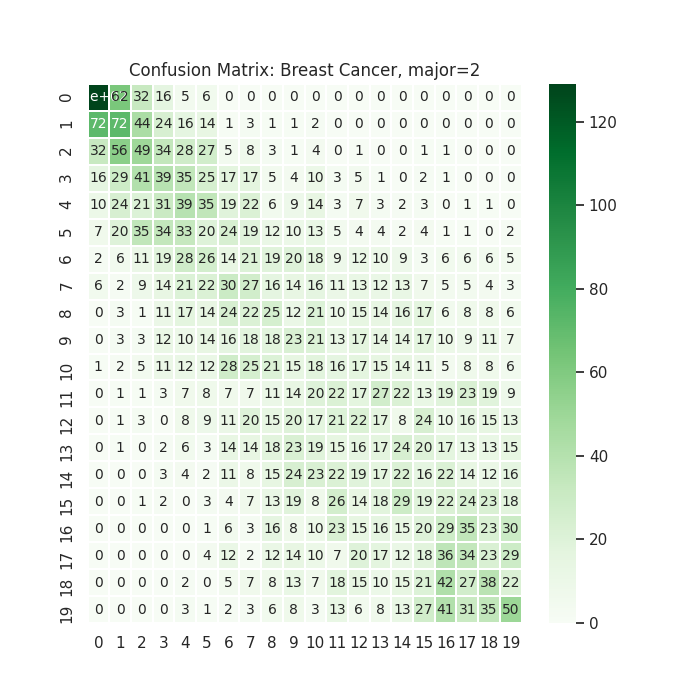 Confusion Matrix: Breast Cancer, major=2
0 e+ 62 32 16 5 6 0 0 0 0 0 0 0 0 0 0 0 0 0 0
1 72 72 44 24 16 14 1 3 1 1 2 0 0 0 0 0 0 0 0 0
2 32 56 49 34 28 27 5 8 3 1 4 0 1 0 0 1 1 0 0 0
3 16 29 41 39 35 25 17 17 5 4 10 3 5 1 0 2 1 0 0 0
4 10 24 21 31 39 35 19 22 6 9 14 3 7 3 2 3 0 1 1 0
5 7 20 35 34 33 20 24 19 12 10 13 5 4 4 2 4 1 1 0 2
6 2 6 11 19 28 26 14 21 19 20 18 9 12 10 9 3 6 6 6 5
7 6 2 9 14 21 22 30 27 16 14 16 11 13 12 13 7 5 5 4 3
8 0 3 1 11 17 14 24 22 25 12 21 10 15 14 16 17 6 8 8 6
9 0 3 3 12 10 14 16 18 18 23 21 13 17 14 14 17 10 9 11 7
10 1 2 5 11 12 12 28 25 21 15 18 16 17 15 14 11 5 8 8 6
11 0 1 1 3 7 8 7 7 11 14 20 22 17 27 22 13 19 23 19 9
12 0 1 3 0 8 9 11 20 15 20 17 21 22 17 8 24 10 16 15 13
13 0 1 0 2 6 3 14 14 18 23 19 15 16 17 24 20 17 13 13 15
14 0 0 0 3 4 2 11 8 15 24 23 22 19 17 22 16 22 14 12 16
15 0 0 1 2 0 3 4 7 13 19 8 26 14 18 29 19 22 24 23 18
16 0 0 0 0 0 1 6 3 16 8 10 23 15 16 15 20 29 35 23 30
17 0 0 0 0 0 4 12 2 12 14 10 7 20 17 12 18 36 34 23 29
18 0 0 0 0 2 0 5 7 8 13 7 18 15 10 15 21 42 27 38 22
19 0 0 0 0 3 1 2 3 6 8 3 13 6 8 13 27 41 31 35 50
0 1 2 3 4 5 6 7 8 9 10 11 12 13 14 15 16 17 18 19
120
100
80
60
40
20
0